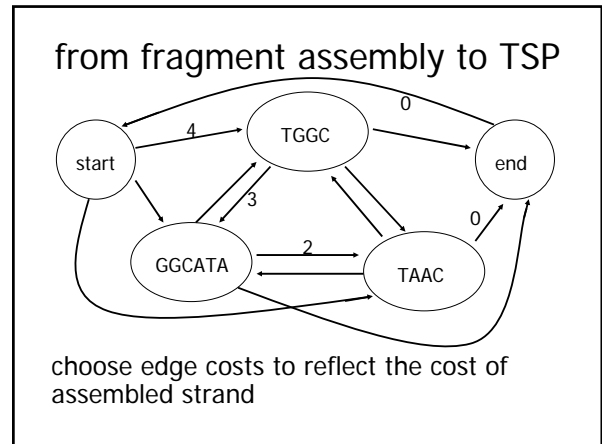 from fragment assembly to TSP
0
4
TGGC
start
end
3
0
2
GGCATA
TAAC
choose edge costs to reflect the cost of
assembled strand